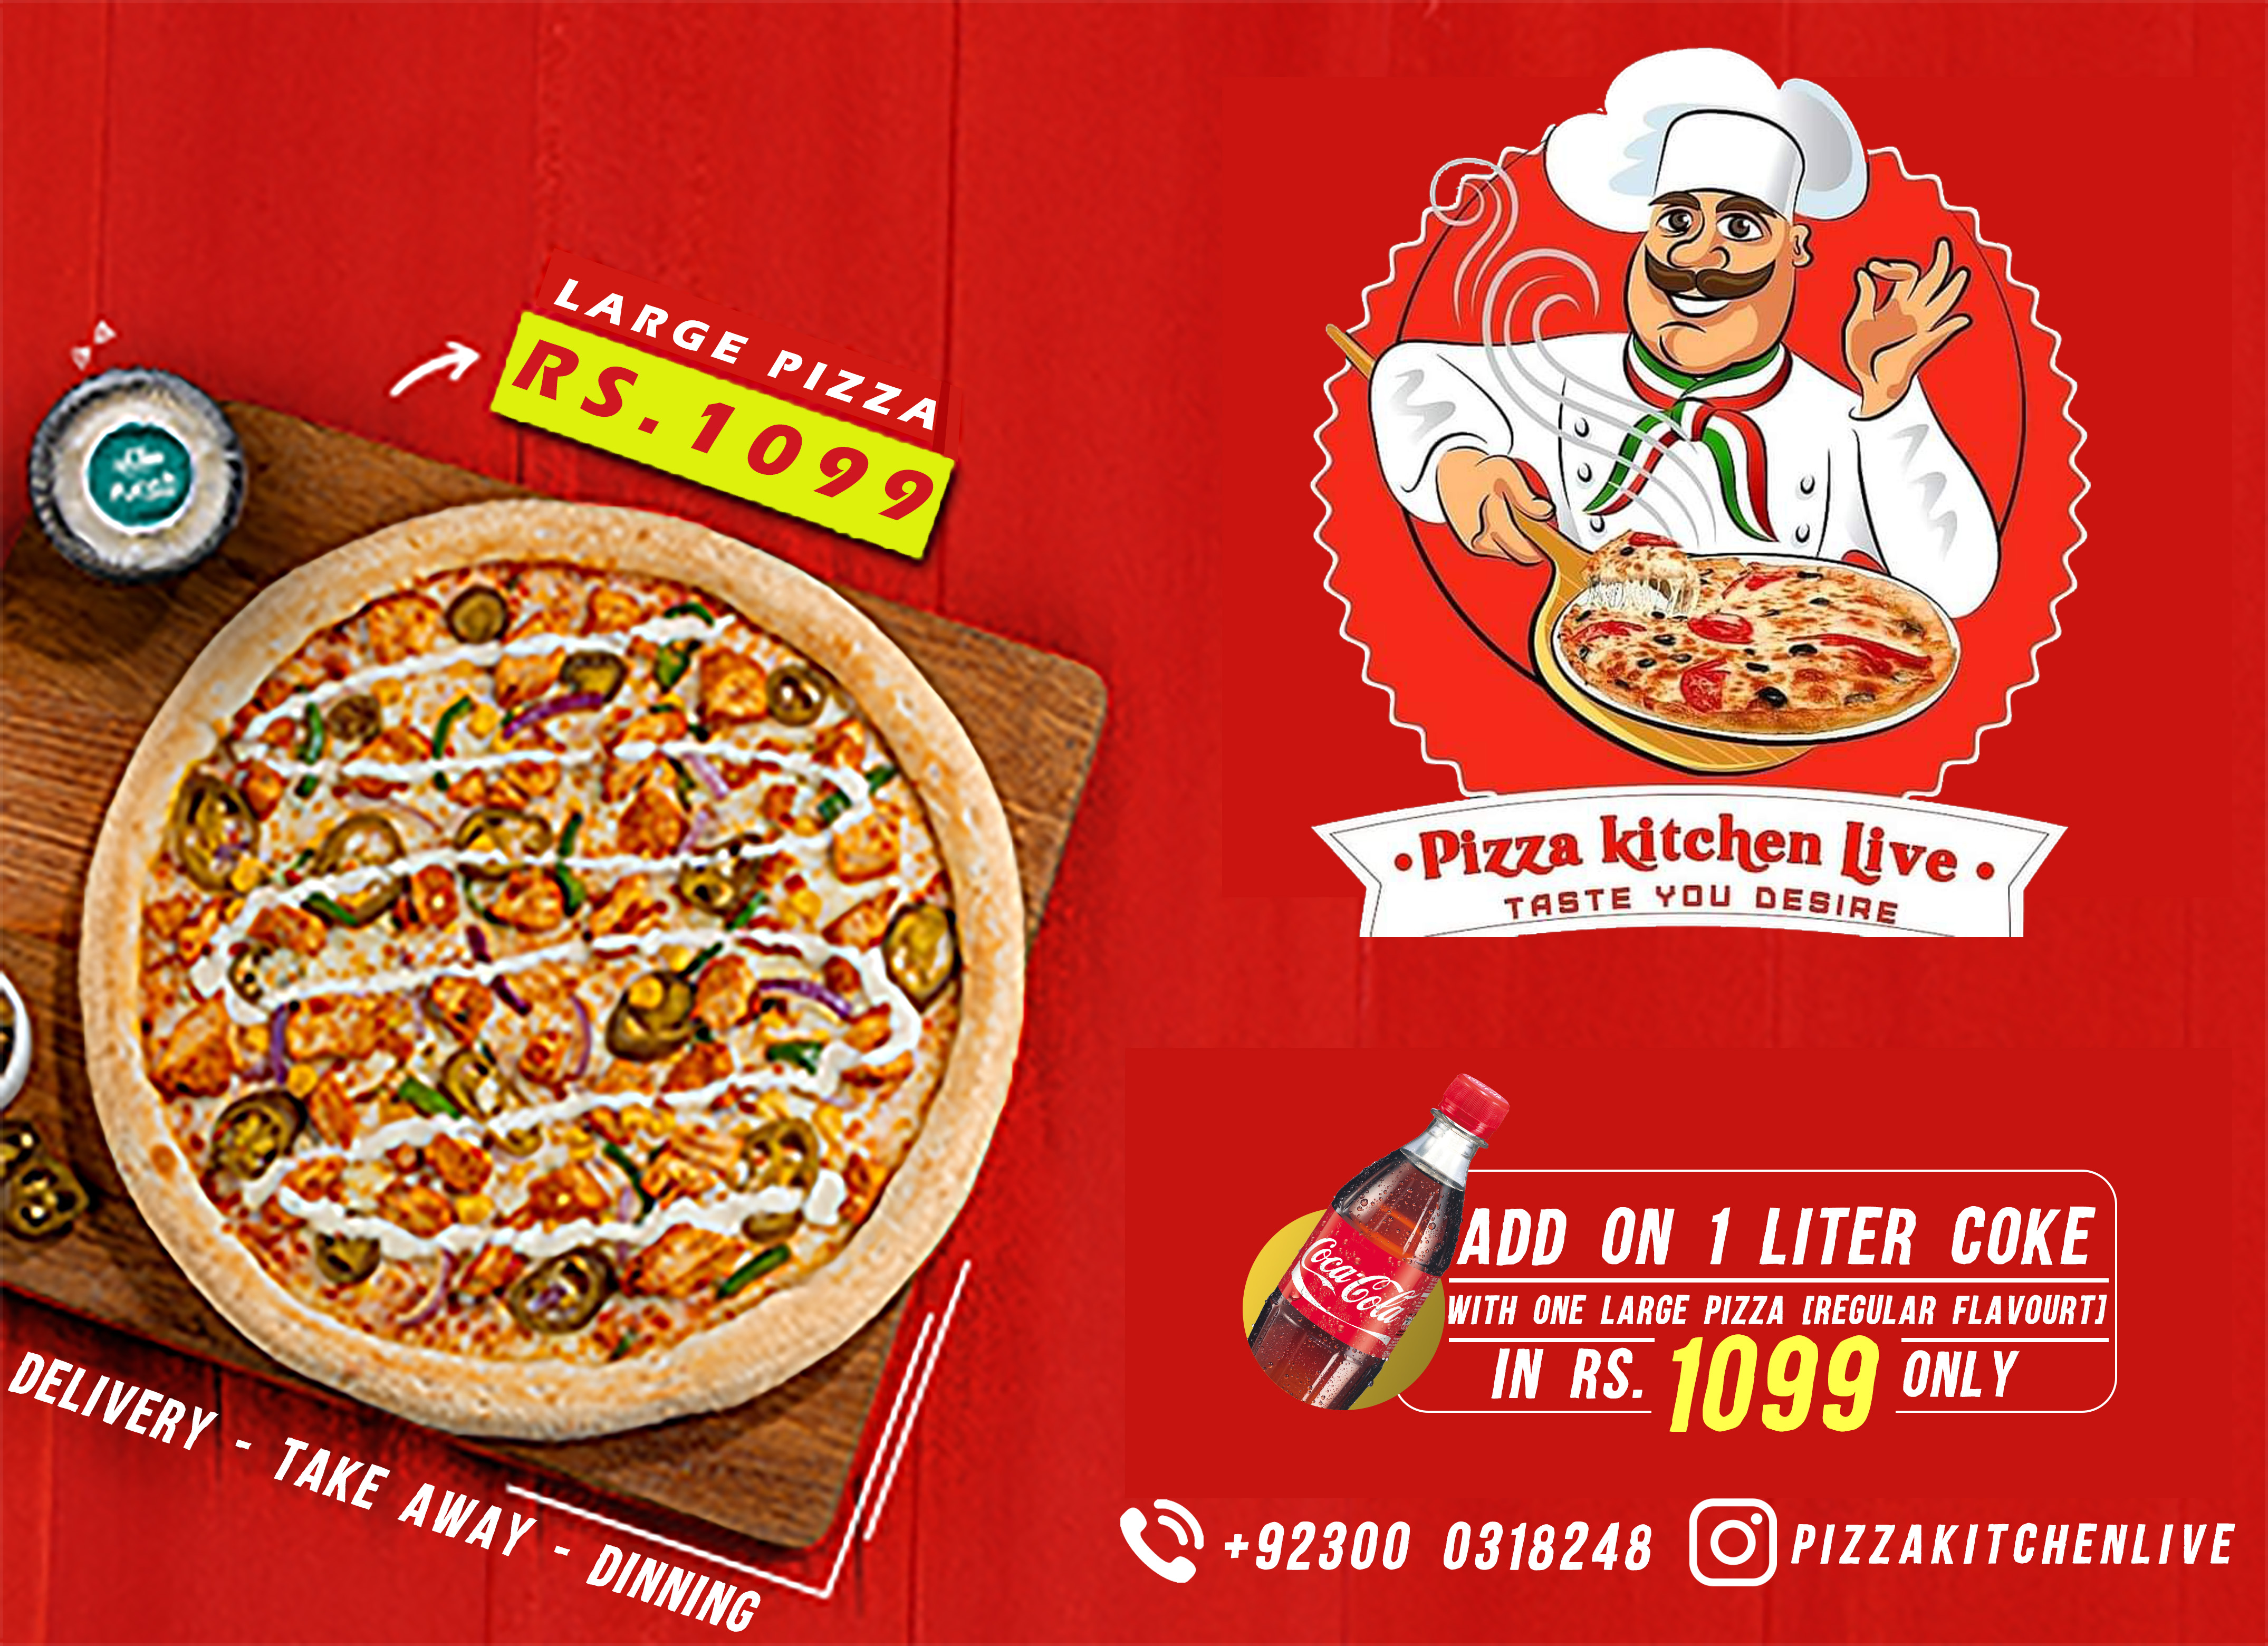 LARGE PIZZA
RS. 1099
Pizza kitchen Live
TASTE YOU DESIRE
Coca-Cola
ADD ON 1 LITER COKE
WITH ONE LARGE PIZZA [REGULAR FLAVOURT]
IN RS. 1099 ONLY
DELIVERY - TAKE AWAY - DINNING
+92300 0318248
PIZZAKITCHENLIVE